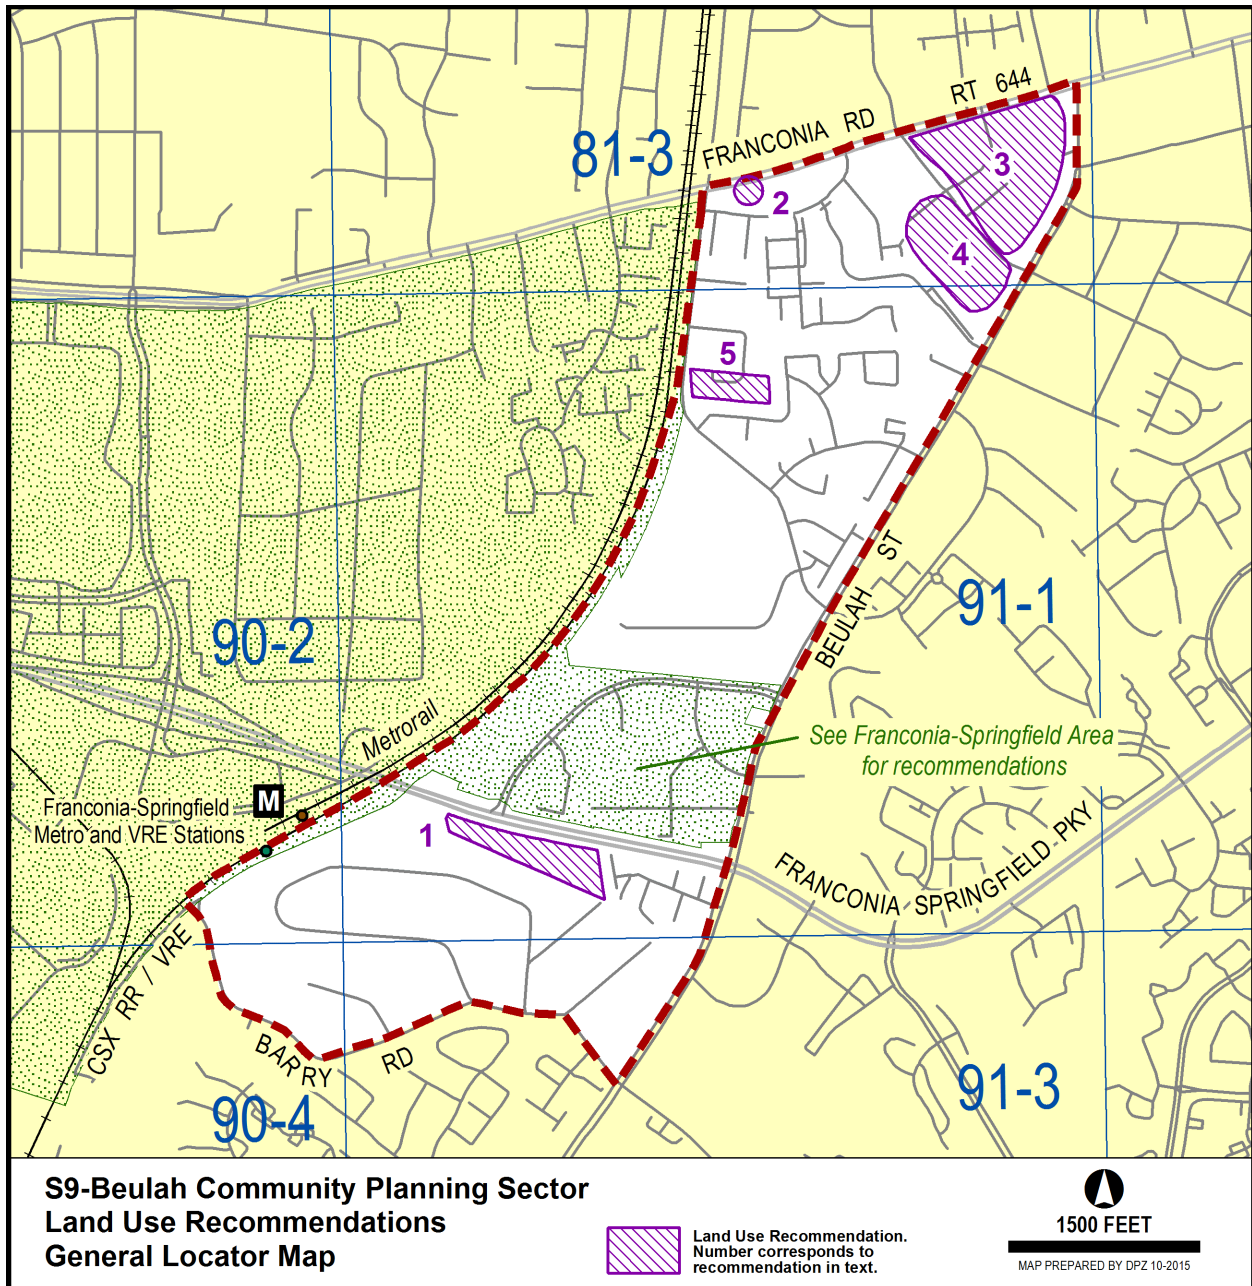 RT 644
FRANCONIA RD
81-3
3
2
4
5
BEULAH ST
91-1
90-2
Metrorail
See Franconia-Springfield Area
for recommendations
M
Franconia-Springfield
Metro and VRE Stations
1
FRANCONIA SPRINGFIELD PKY
CSX RR / VRE
BARRY RD
90-4
91-3
S9-Beulah Community Planning Sector
Land Use Recommendations
General Locator Map
Land Use Recommendation.
Number corresponds to
recommendation in text.
1500 FEET
MAP PREPARED BY DPZ 10-2015